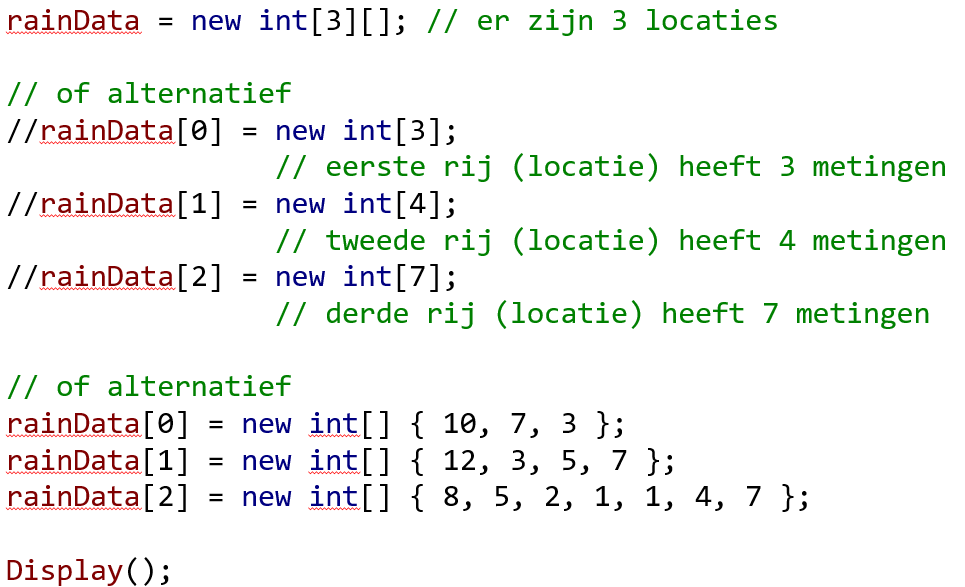 rainData = new int[3][]; // er zijn 3 locaties
// of alternatief
//rainData[0] = new int[3];
// eerste rij (locatie) heeft 3 metingen
//rainData[1] = new int[4];
// tweede rij (locatie) heeft 4 metingen
//rainData[2] = new int[7];
// derde rij (locatie) heeft 7 metingen
// of alternatief
rainData[0] = new int[] { 10, 7, 3 };
rainData[1] = new int[] { 12, 3, 5, 7 };
rainData[2] = new int[] { 8, 5, 2, 1, 1, 4, 7 };
Display();